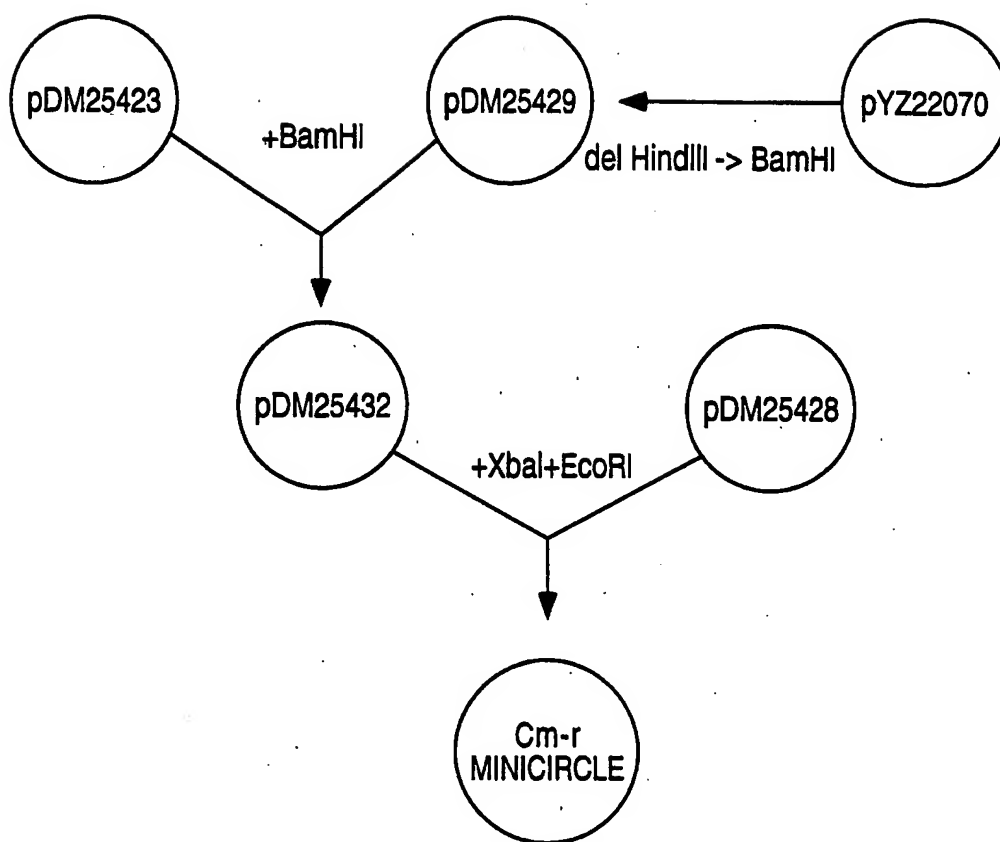 pDM25423
pDM25429
pYZ22070
+BamHI
del HindIII -> BamHI
pDM25432
pDM25428
+XbaI+EcoRI
Cm-r
MINICIRCLE